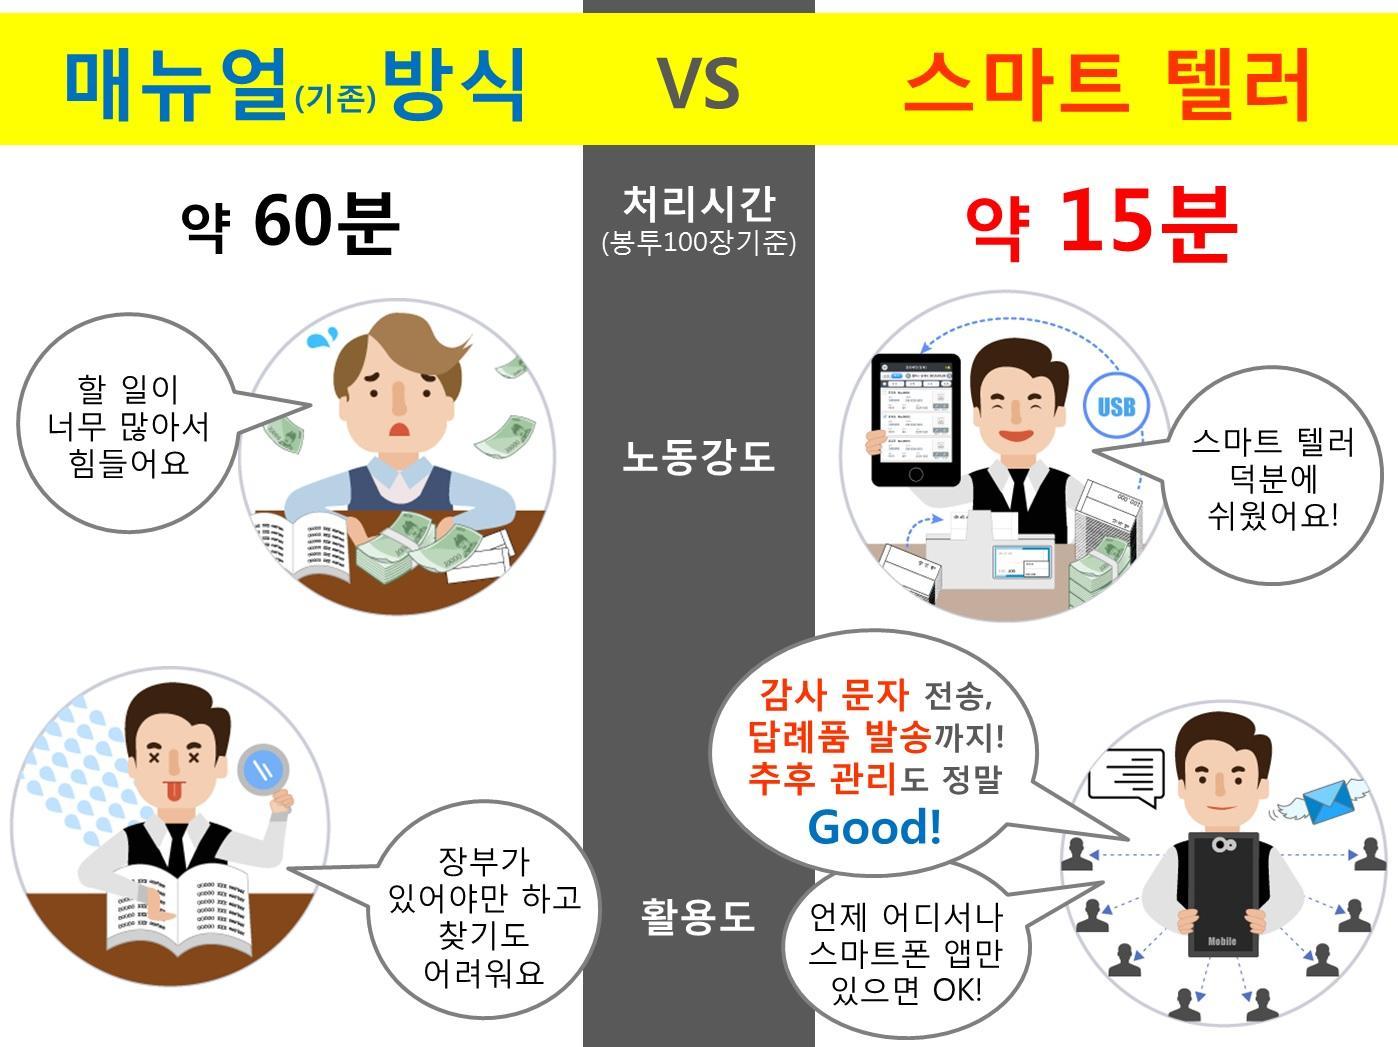 매뉴얼(기존)방식
VS
스마트 텔러
약 60분
처리시간
(봉투100장기준)
약 15분
할 일이
너무 많아서
힘들어요
노동강도
USB
스마트 텔러
덕분에
쉬웠어요!
장부가
있어야만 하고
찾기도
어려워요
활용도
감사 문자 전송,
답례품 발송까지!
추후 관리도 정말
Good!
언제 어디서나
스마트폰 앱만
있으면 OK!
Mobile